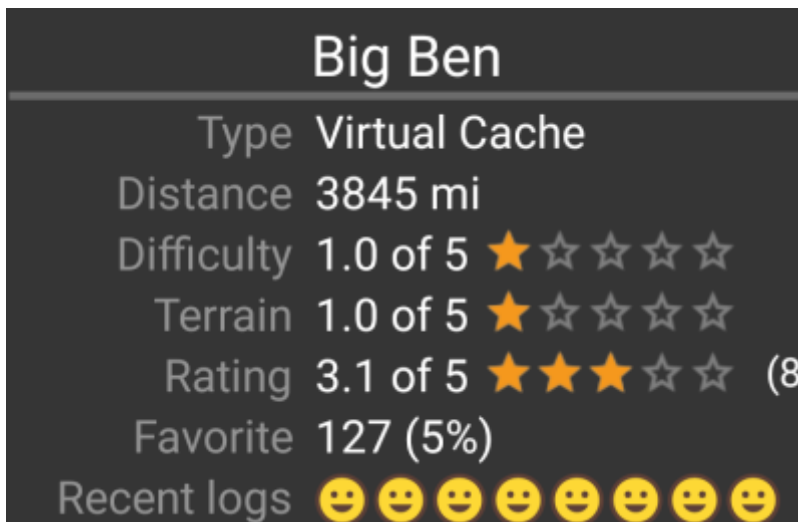 Big Ben
Type Virtual Cache
Distance 3845 mi
Difficulty 1.0 of 5
Terrain 1.0 of 5
Rating 3.1 of 5 (8
Favorite 127 (5%)
Recent logs